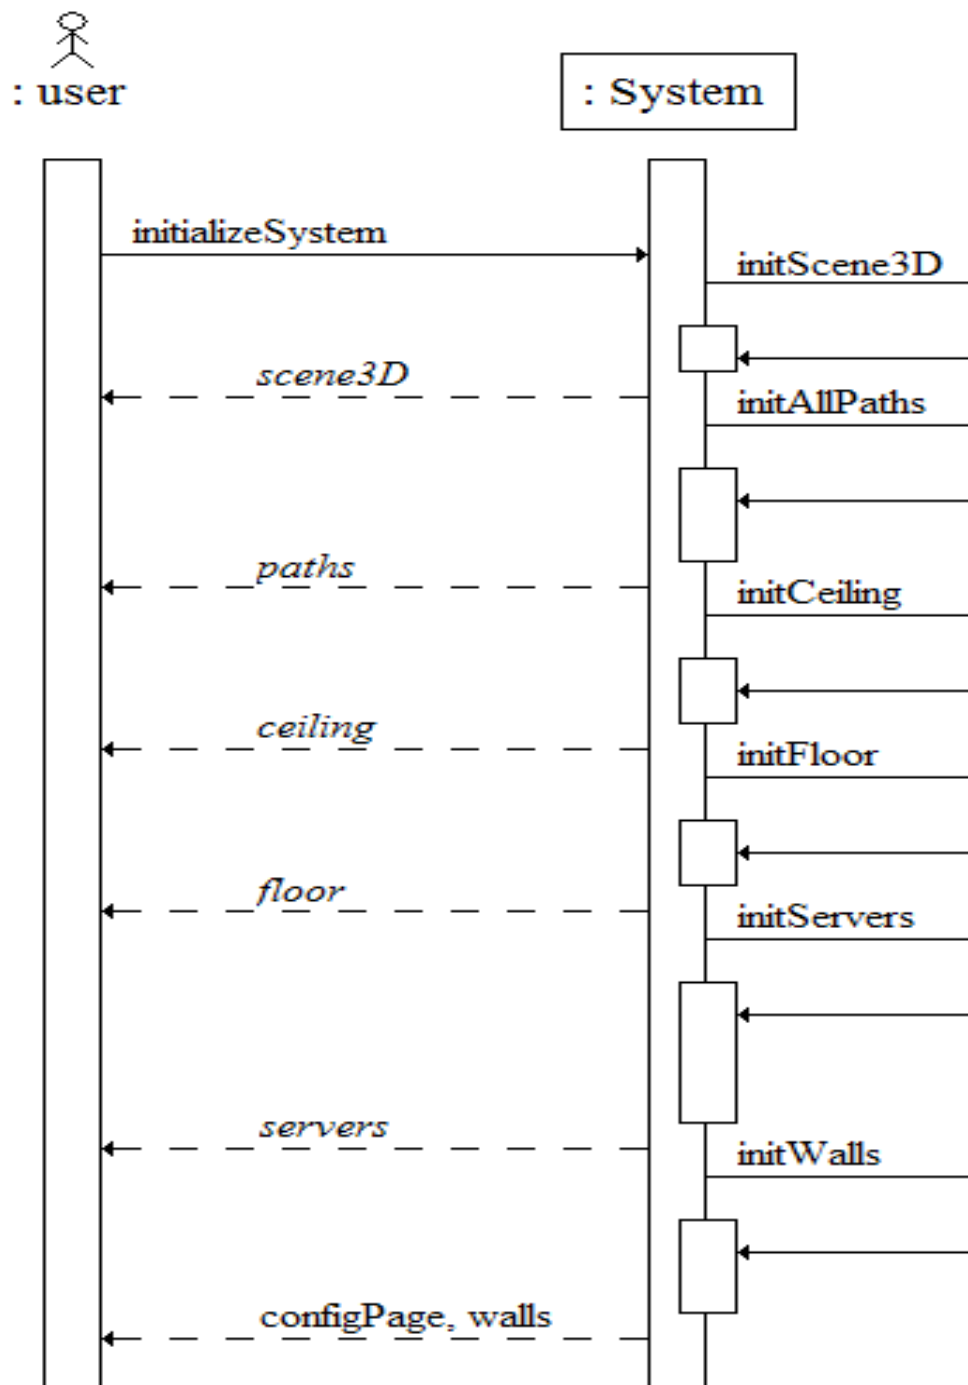 : user
: System
initializeSystem
initScene3D
scene3D
initAllPaths
paths
initCeiling
ceiling
initFloor
floor
initServers
servers
initWalls
configPage, walls